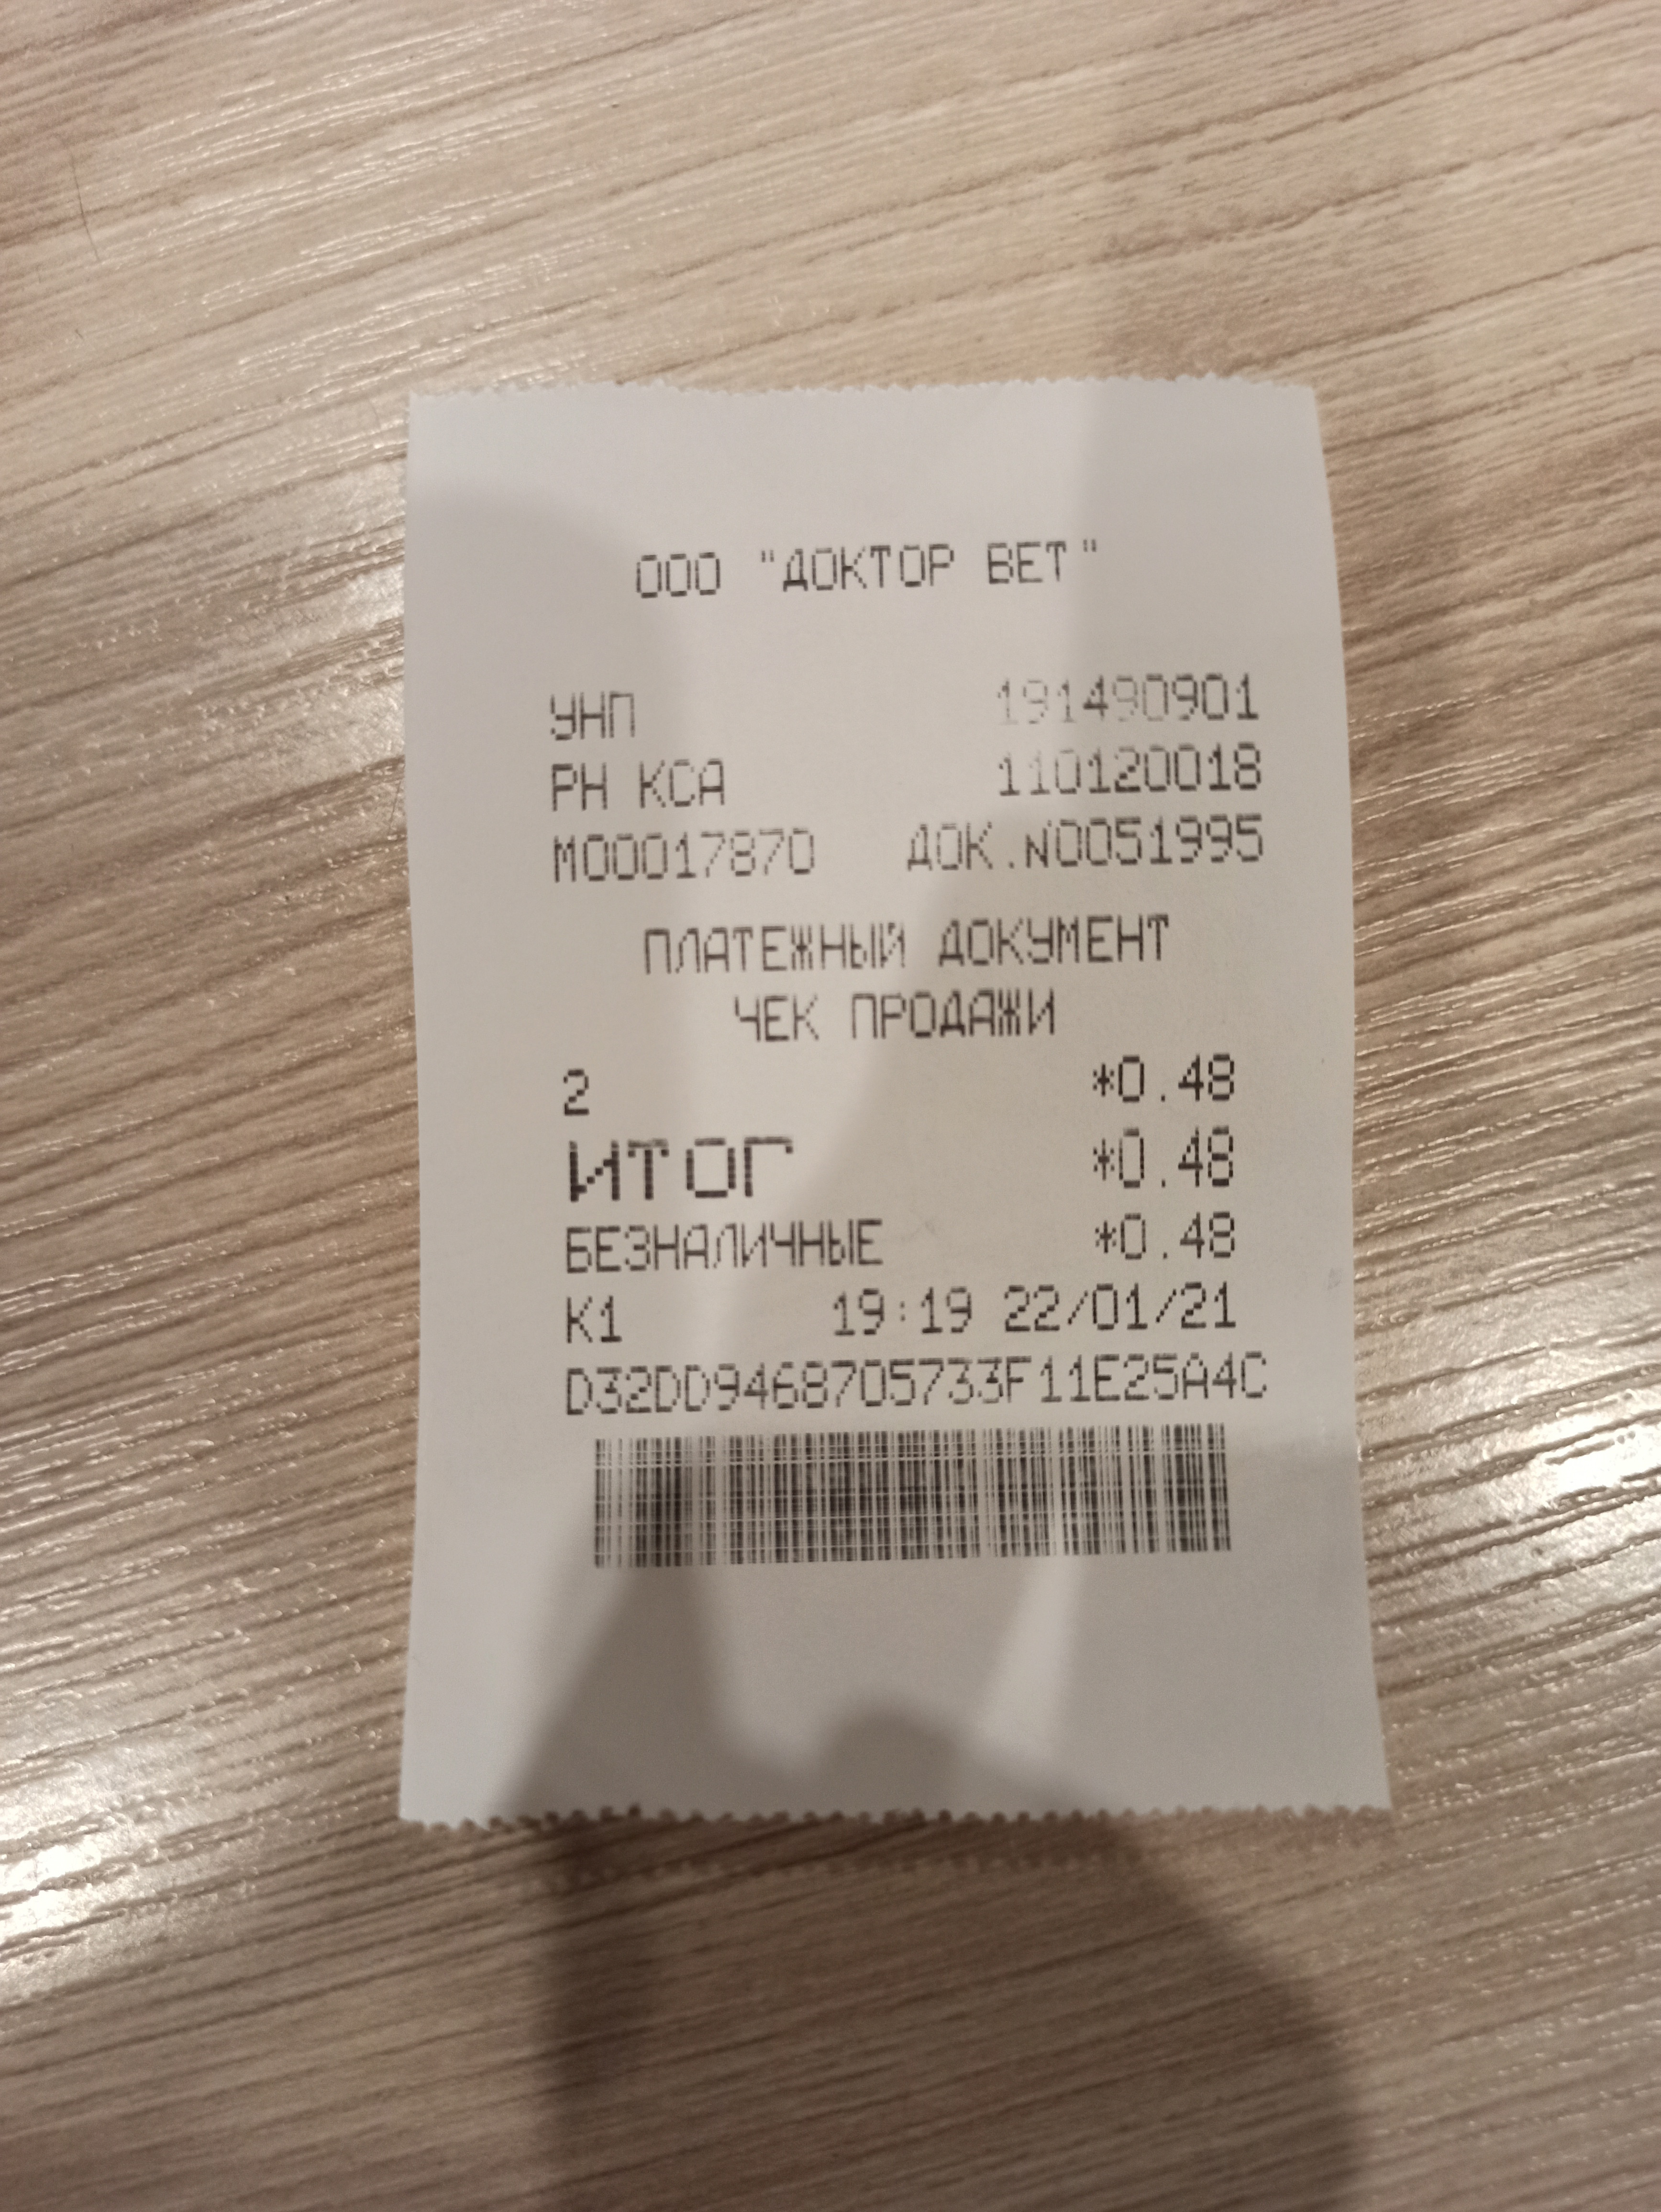 ООО "ДОКТОР ВЕТ"
УНП 191490901
РН КСА 110120018
М00017870 ДОК.N0051995
ПЛАТЕЖНЫЙ ДОКУМЕНТ
ЧЕК ПРОДАЖИ
2 *0.48
ИТОГ *0.48
БЕЗНАЛИЧНЫЕ *0.48
К1 19:19 22/01/21
D32DD9468705733F11E25A4C